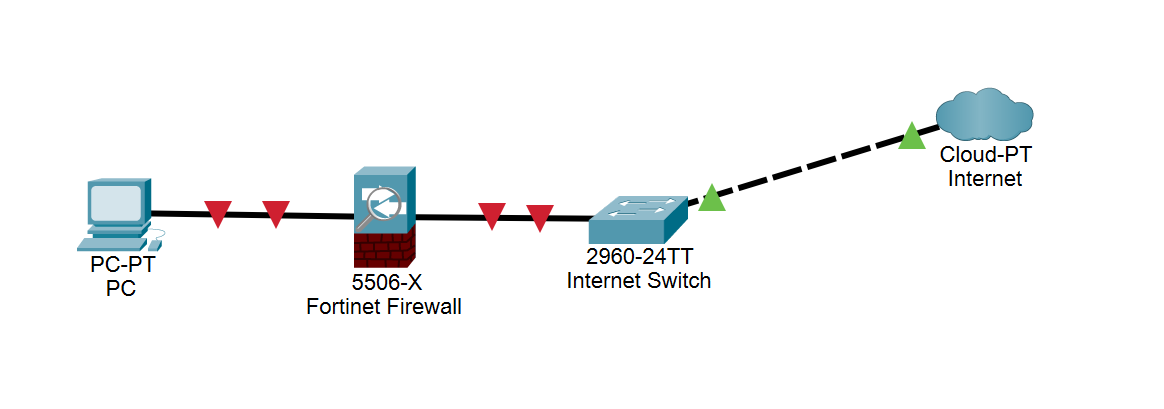 PC-PT
PC
5506-X
Fortinet Firewall
2960-24TT
Internet Switch
Cloud-PT
Internet